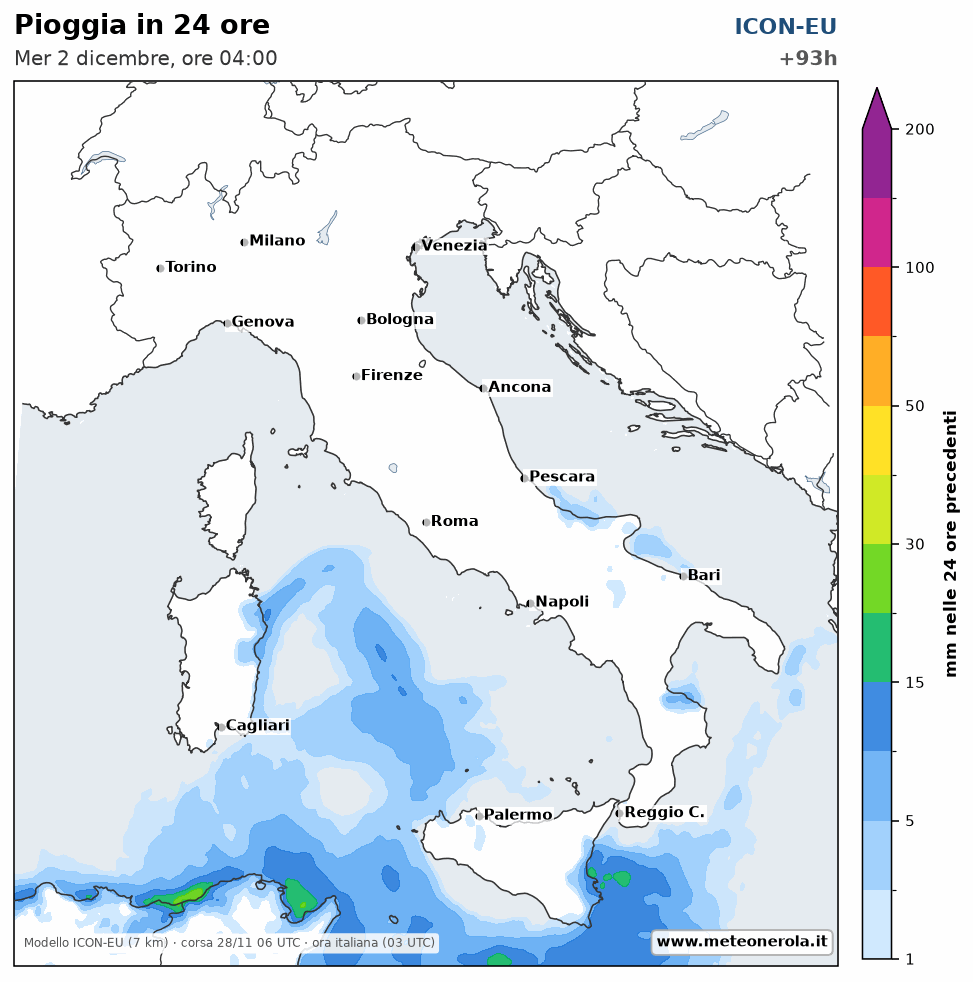 Pioggia in 24 ore
ICON-EU
Mer 2 dicembre, ore 04:00
+93h
200
Milano
Venezia
Torino
100
Genova
Bologna
Firenze
Ancona
50
Pescara
Roma
30
Bari
Napoli
15
Cagliari
Palermo
Reggio C.
5
mm nelle 24 ore precedenti
Modello ICON-EU (7 km) · corsa 28/11 06 UTC · ora italiana (03 UTC)
www.meteonerola.it
1